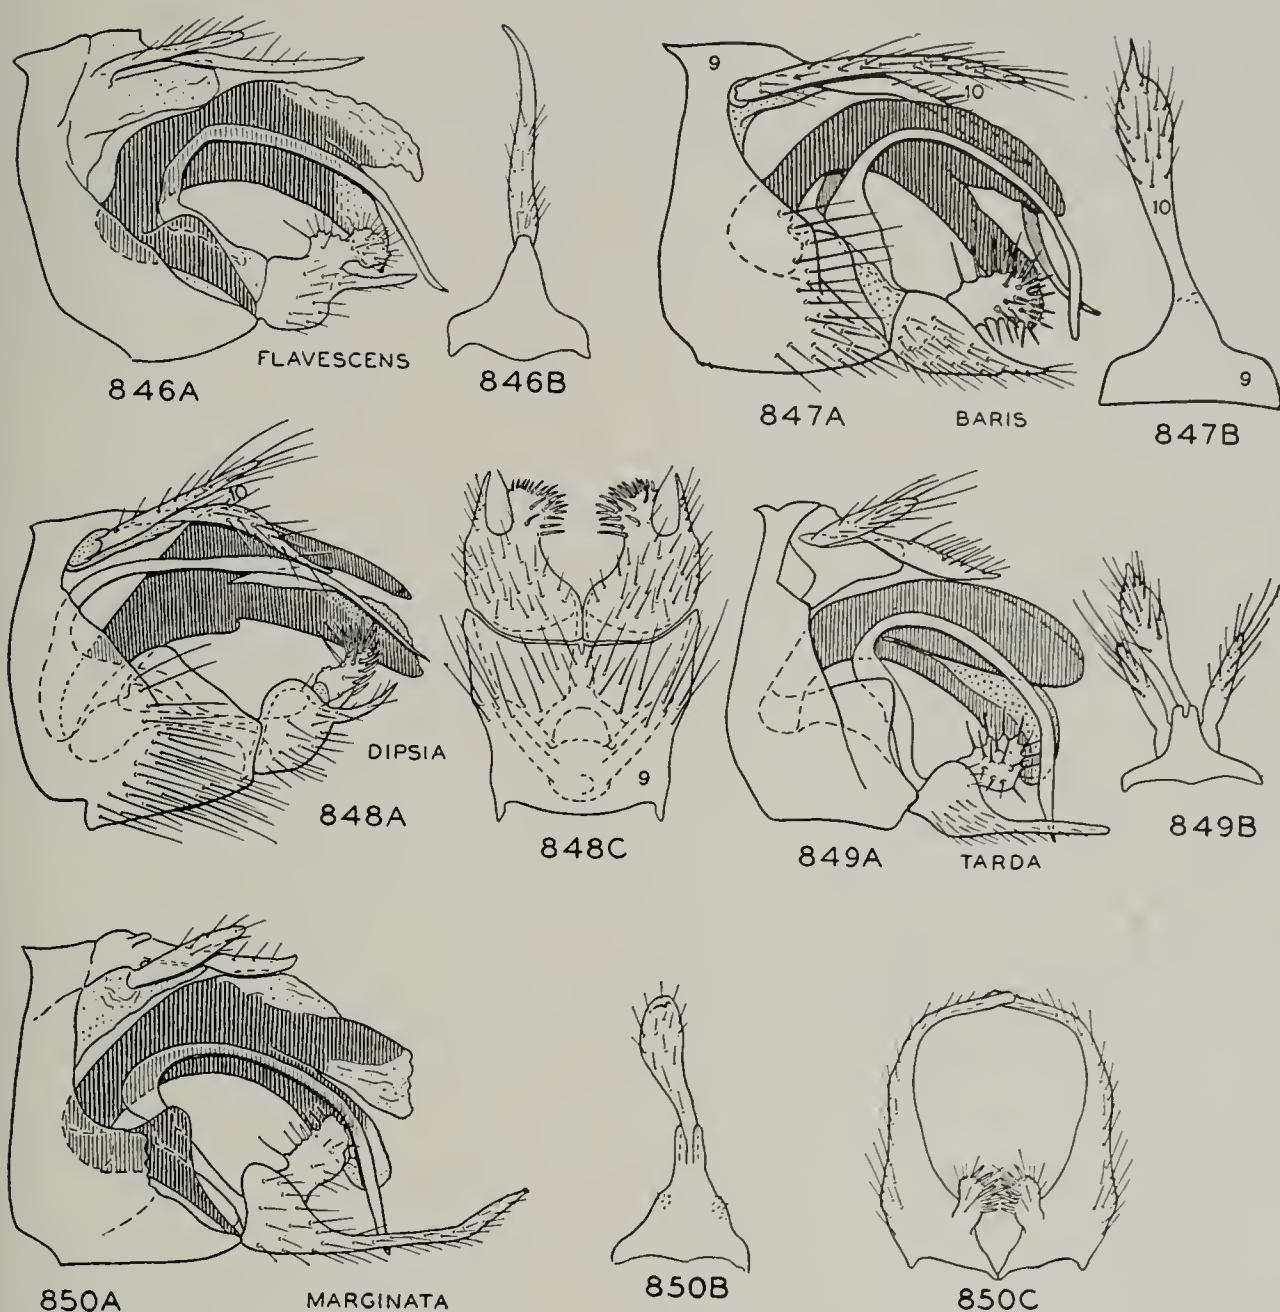 9
10
10
9
FLAVESCENS
846A
846B
847A
BARIS
847B
10
9
DIPSIA
848A
848C
849A
TARDA
849B
850A
MARGINATA
850B
850C